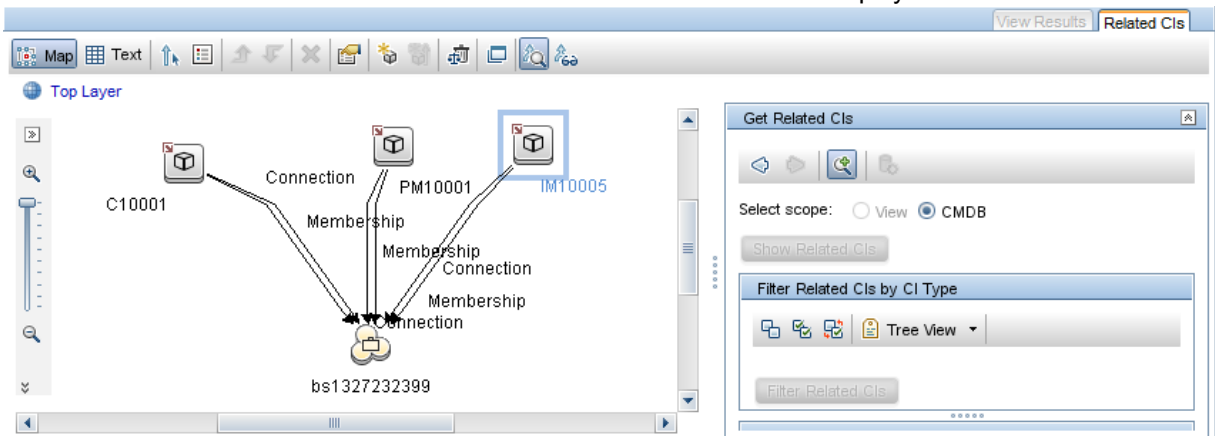 View Results Related CIs
Map Text
Top Layer
C10001
PM10001
IM10005
Connection
Membership
Membership
Connection
Membership
Connection
bs1327232399
Get Related CIs
Select scope: View CMDB
Show Related CIs
Filter Related CIs by CI Type
Tree View
Filter Related CIs